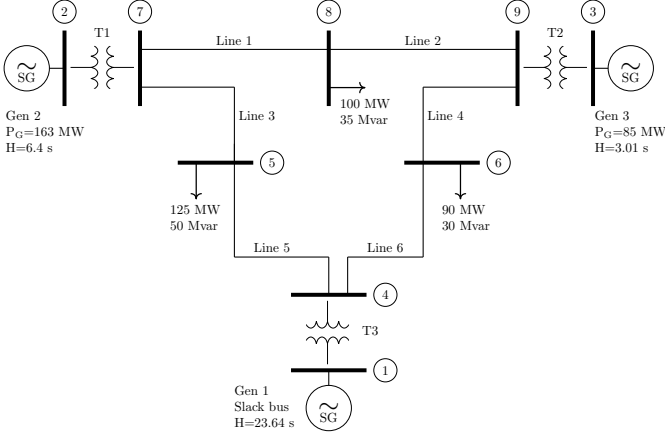 2
7
8
9
3
T1
T2
Line 1
Line 2
∼
SG
∼
SG
100 MW
35 Mvar
Gen 2
P_G=163 MW
H=6.4 s
Line 3
Line 4
Gen 3
P_G=85 MW
H=3.01 s
5
6
125 MW
50 Mvar
90 MW
30 Mvar
Line 5
Line 6
4
T3
1
Gen 1
Slack bus
H=23.64 s
∼
SG